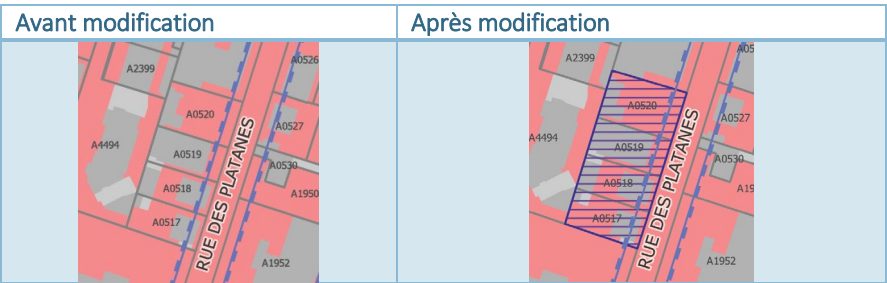 Avant modification
Après modification
A2399
A0526
A0520
A0527
A4494
A0519
A0530
A0518
A1950
A0517
RUE DES PLATANES
A1952
A2399
A05
A0520
A0527
A4494
A0519
A0530
A0518
A19
A0517
RUE DES PLATANES
A1952